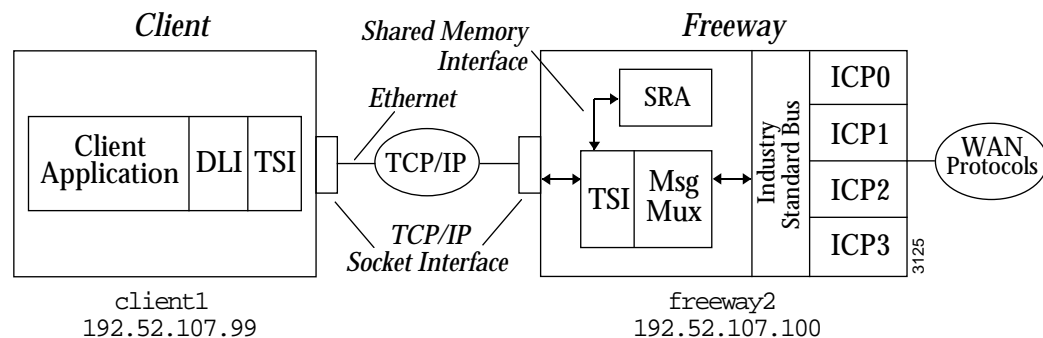 Client
Freeway
Shared Memory
Interface
Ethernet
Client
Application
DLI
TSI
TCP/IP
TCP/IP
Socket Interface
SRA
TSI
Msg
Mux
Industry
Standard Bus
ICP0
ICP1
ICP2
ICP3
WAN
Protocols
3125
client1
192.52.107.99
freeway2
192.52.107.100